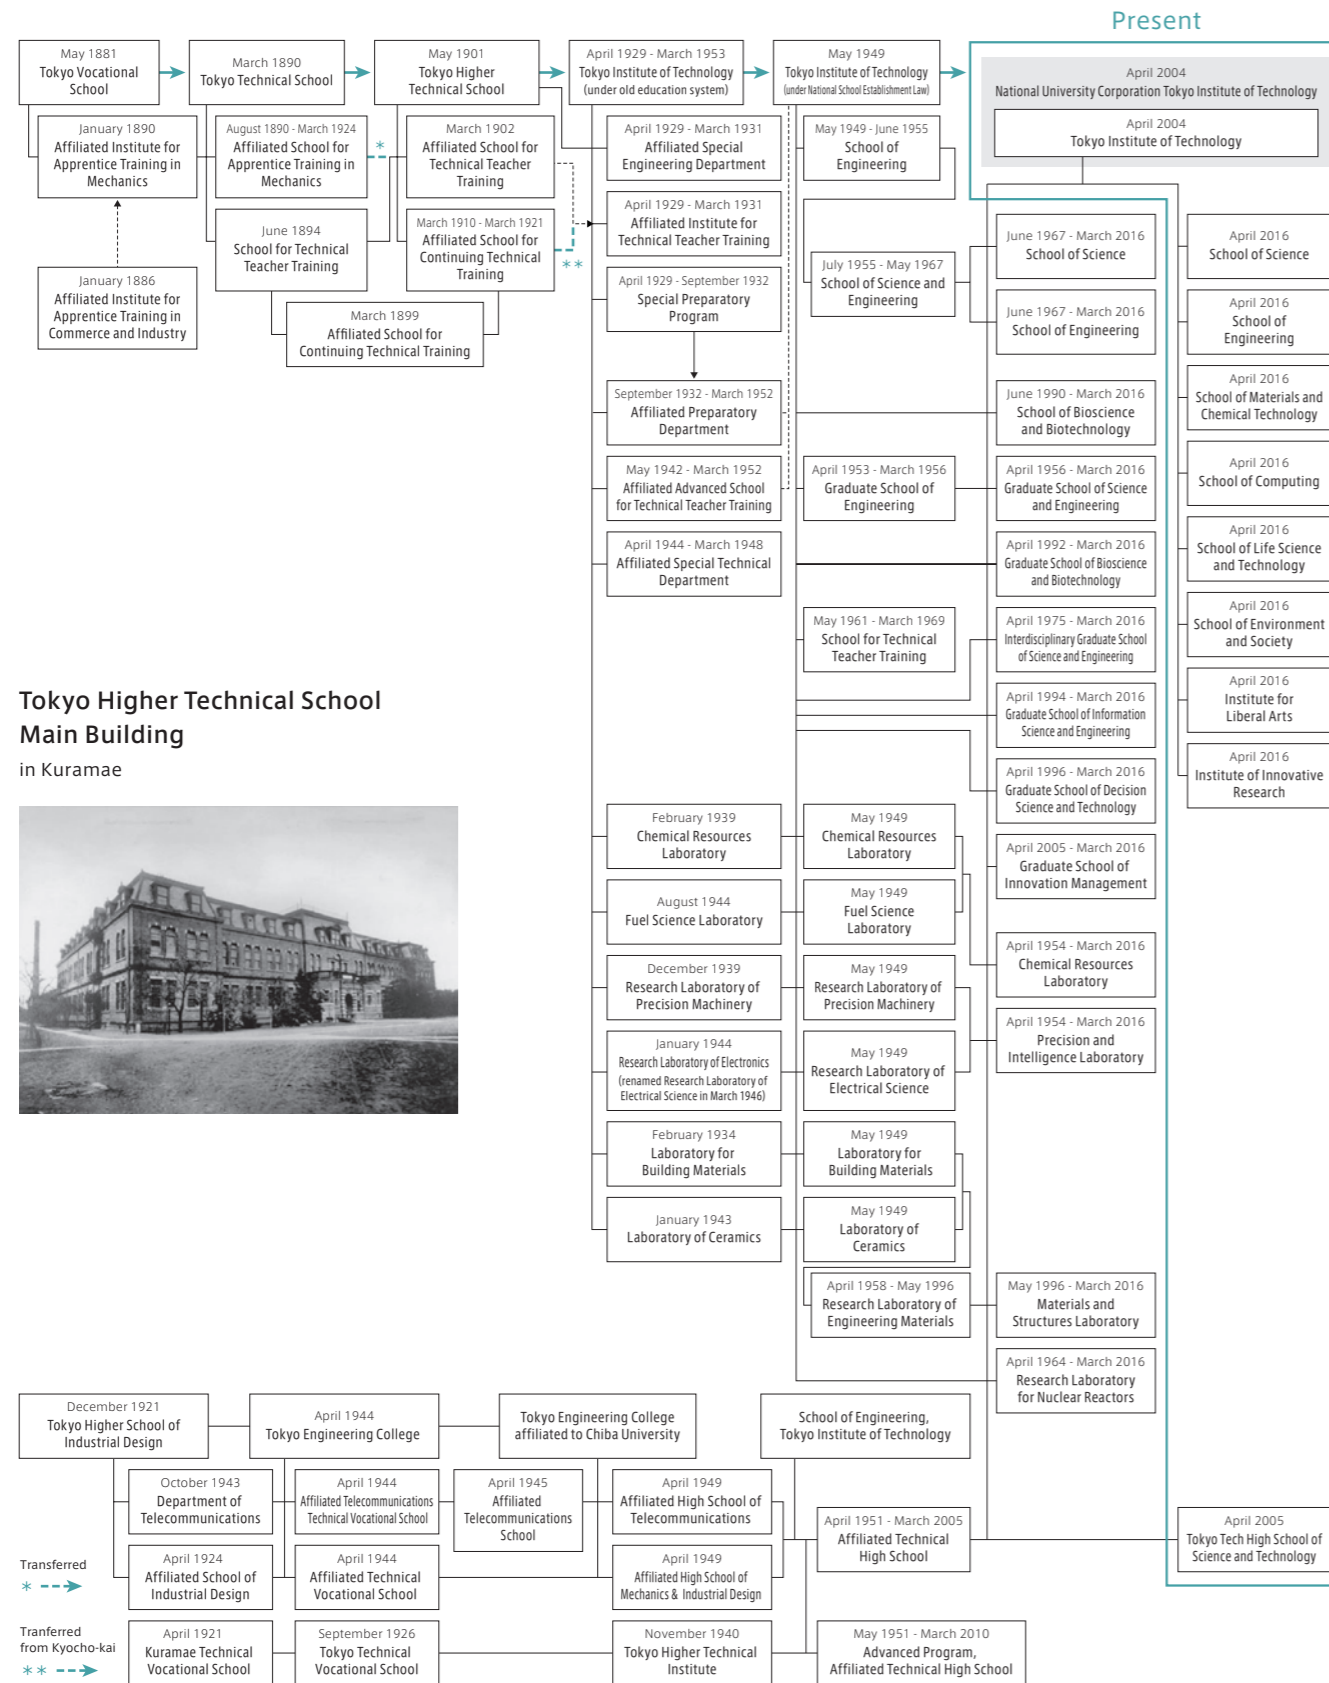 Present
May 1881
Tokyo Vocational
School
March 1890
Tokyo Technical School
May 1901
Tokyo Higher
Technical School
April 1929 - March 1953
Tokyo Institute of Technology
(under old education system)
May 1949
Tokyo Institute of Technology
(under National School Establishment Law)
April 2004
National University Corporation Tokyo Institute of Technology
April 2004
Tokyo Institute of Technology
January 1890
Affiliated Institute for
Apprentice Training in
Mechanics
August 1890 - March 1924
Affiliated School for
Apprentice Training in
Mechanics
*
March 1902
Affiliated School for
Technical Teacher
Training
April 1929 - March 1931
Affiliated Special
Engineering Department
May 1949 - June 1955
School of
Engineering
January 1886
Affiliated Institute for
Apprentice Training in
Commerce and Industry
June 1894
School for Technical
Teacher Training
March 1910 - March 1921
Affiliated School for
Continuing Technical
Training
**
March 1899
Affiliated School for
Continuing Technical Training
April 1929 - March 1931
Affiliated Institute for
Technical Teacher Training
April 1929 - September 1932
Special Preparatory
Program
September 1932 - March 1952
Affiliated Preparatory
Department
May 1942 - March 1952
Affiliated Advanced School
for Technical Teacher Training
April 1944 - March 1948
Affiliated Special Technical
Department
July 1955 - May 1967
School of Science and
Engineering
April 1953 - March 1956
Graduate School of
Engineering
May 1961 - March 1969
School for Technical
Teacher Training
June 1967 - March 2016
School of Science
June 1967 - March 2016
School of Engineering
June 1990 - March 2016
School of Bioscience
and Biotechnology
April 1956 - March 2016
Graduate School of Science
and Engineering
April 1992 - March 2016
Graduate School of Bioscience
and Biotechnology
April 1975 - March 2016
Interdisciplinary Graduate School
of Science and Engineering
April 1994 - March 2016
Graduate School of Information
Science and Engineering
April 1996 - March 2016
Graduate School of Decision
Science and Technology
April 2005 - March 2016
Graduate School of
Innovation Management
April 2016
School of Science
April 2016
School of
Engineering
April 2016
School of Materials and
Chemical Technology
April 2016
School of Computing
April 2016
School of Life Science
and Technology
April 2016
School of Environment
and Society
April 2016
Institute for
Liberal Arts
April 2016
Institute of Innovative
Research
Tokyo Higher Technical School
Main Building
in Kuramae
February 1939
Chemical Resources
Laboratory
May 1949
Chemical Resources
Laboratory
August 1944
Fuel Science Laboratory
May 1949
Fuel Science
Laboratory
April 1954 - March 2016
Chemical Resources
Laboratory
December 1939
Research Laboratory of
Precision Machinery
May 1949
Research Laboratory of
Precision Machinery
April 1954 - March 2016
Precision and
Intelligence Laboratory
January 1944
Research Laboratory of Electronics
(renamed Research Laboratory of
Electrical Science in March 1946)
May 1949
Research Laboratory of
Electrical Science
February 1934
Laboratory for
Building Materials
May 1949
Laboratory for
Building Materials
January 1943
Laboratory of Ceramics
May 1949
Laboratory of
Ceramics
April 1958 - May 1996
Research Laboratory of
Engineering Materials
May 1996 - March 2016
Materials and
Structures Laboratory
April 1964 - March 2016
Research Laboratory
for Nuclear Reactors
December 1921
Tokyo Higher School of
Industrial Design
April 1944
Tokyo Engineering College
Tokyo Engineering College
affiliated to Chiba University
School of Engineering,
Tokyo Institute of Technology
October 1943
Department of
Telecommunications
April 1944
Affiliated Telecommunications
Technical Vocational School
April 1945
Affiliated
Telecommunications
School
April 1949
Affiliated High School of
Telecommunications
April 1951 - March 2005
Affiliated Technical
High School
April 2005
Tokyo Tech High School of
Science and Technology
Transferred
*
April 1924
Affiliated School of
Industrial Design
April 1944
Affiliated Technical
Vocational School
April 1949
Affiliated High School of
Mechanics & Industrial Design
Tranferred
from Kyocho-kai
**
April 1921
Kuramae Technical
Vocational School
September 1926
Tokyo Technical
Vocational School
November 1940
Tokyo Higher Technical
Institute
May 1951 - March 2010
Advanced Program,
Affiliated Technical High School